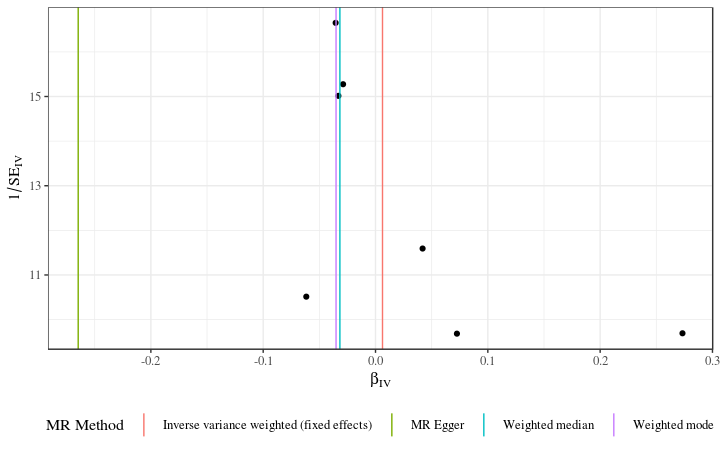 15
13
11
1/SE_IV
-0.2
-0.1
0.0
0.1
0.2
0.3
β_IV
MR Method
Inverse variance weighted (fixed effects)
MR Egger
Weighted median
Weighted mode